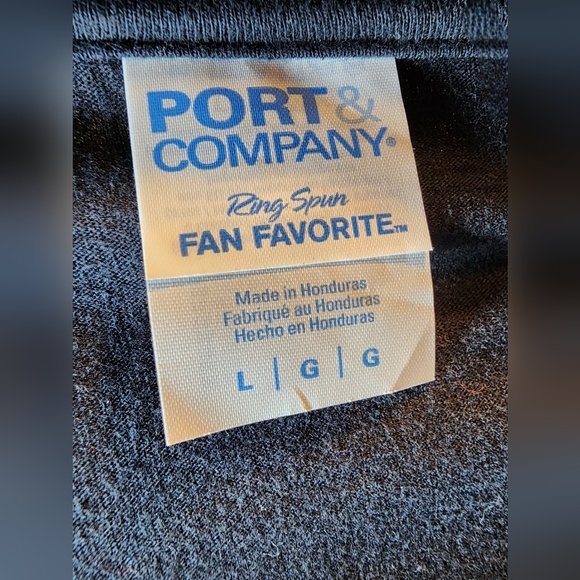 PORT &
COMPANY®
Ring Spun
FAN FAVORITE™
Made in Honduras
Fabriqué au Honduras
Hecho en Honduras
L | G | G